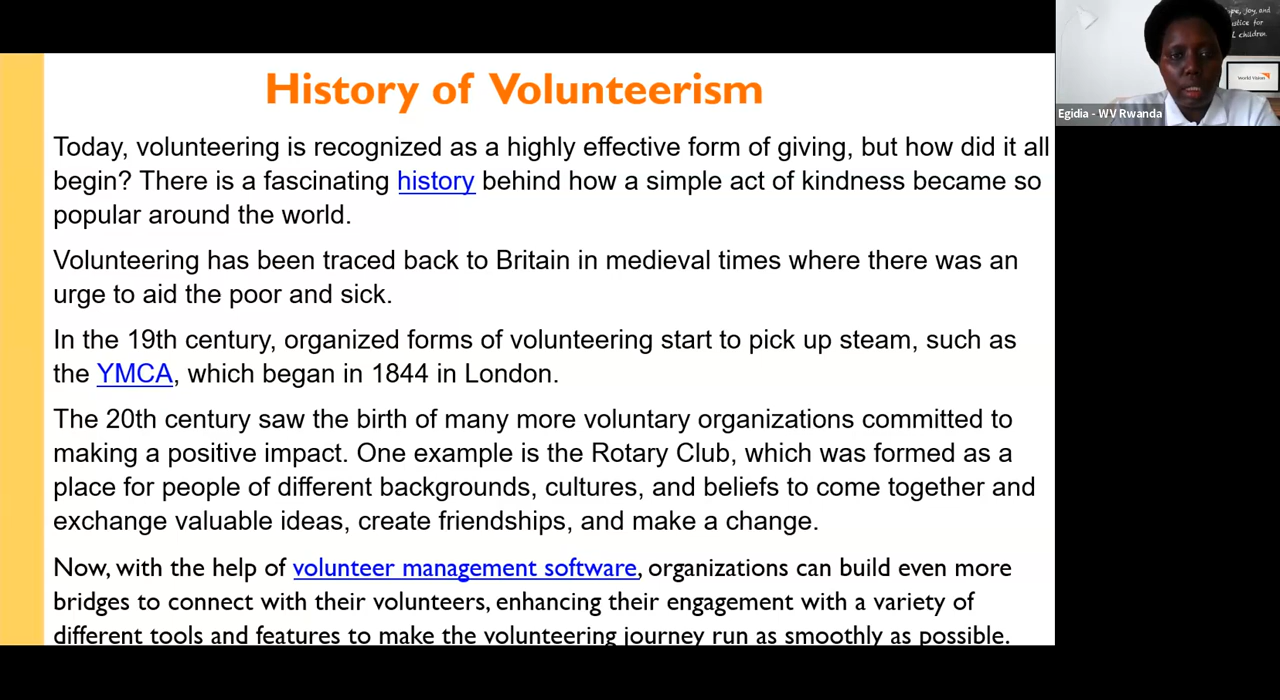 History of Volunteerism
Today, volunteering is recognized as a highly effective form of giving, but how did it all
begin? There is a fascinating history behind how a simple act of kindness became so
popular around the world.
Volunteering has been traced back to Britain in medieval times where there was an
urge to aid the poor and sick.
In the 19th century, organized forms of volunteering start to pick up steam, such as
the YMCA, which began in 1844 in London.
The 20th century saw the birth of many more voluntary organizations committed to
making a positive impact. One example is the Rotary Club, which was formed as a
place for people of different backgrounds, cultures, and beliefs to come together and
exchange valuable ideas, create friendships, and make a change.
Now, with the help of volunteer management software, organizations can build even more
bridges to connect with their volunteers, enhancing their engagement with a variety of
different tools and features to make the volunteering journey run as smoothly as possible.
joy, and
for
children.
World Vision
Egidia - WV Rwanda